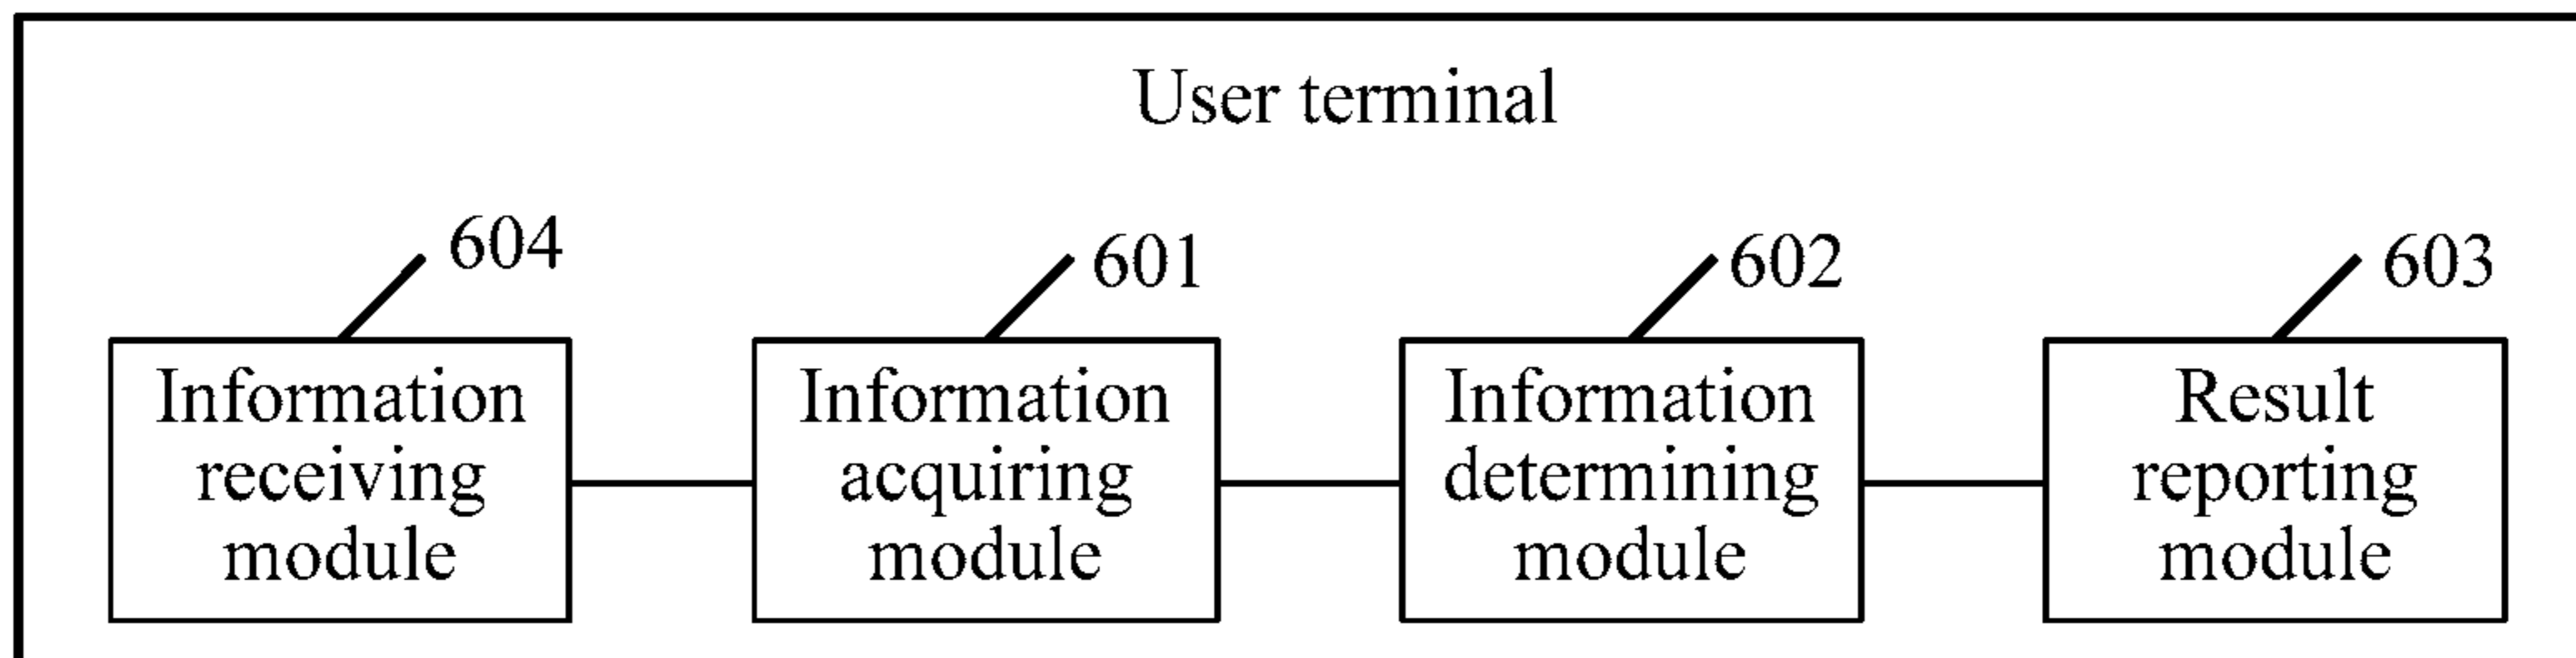 User terminal
604
601
602
603
Information
receiving
module
Information
acquiring
module
Information
determining
module
Result
reporting
module